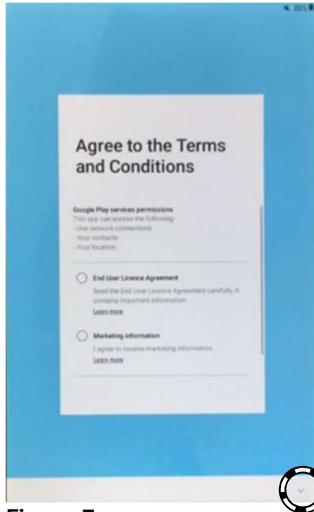 88%
Agree to the Terms
and Conditions
Google Play services permissions
This app can access the following:
- Use network connections
- Your contacts
- Your location
End User Licence Agreement
Read the End User Licence Agreement carefully. It
contains important information.
Learn more
Marketing information
I agree to receive marketing information.
Learn more